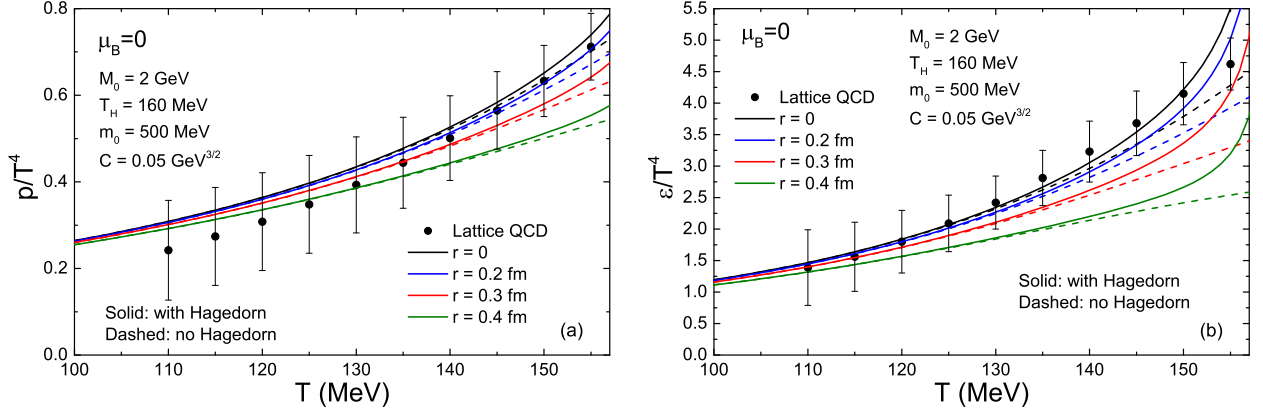 0.8
0.6
0.4
0.2
0.0
p/T⁴
μB=0
M₀ = 2 GeV
TH = 160 MeV
m₀ = 500 MeV
C = 0.05 GeV³ᐟ²
Lattice QCD
r = 0
r = 0.2 fm
r = 0.3 fm
r = 0.4 fm
Solid: with Hagedorn
Dashed: no Hagedorn
(a)
100 110 120 130 140 150
T (MeV)
5.5
5.0
4.5
4.0
3.5
3.0
2.5
2.0
1.5
1.0
0.5
0.0
ε/T⁴
μB=0
M₀ = 2 GeV
TH = 160 MeV
m₀ = 500 MeV
C = 0.05 GeV³ᐟ²
Lattice QCD
r = 0
r = 0.2 fm
r = 0.3 fm
r = 0.4 fm
Solid: with Hagedorn
Dashed: no Hagedorn
(b)
100 110 120 130 140 150
T (MeV)